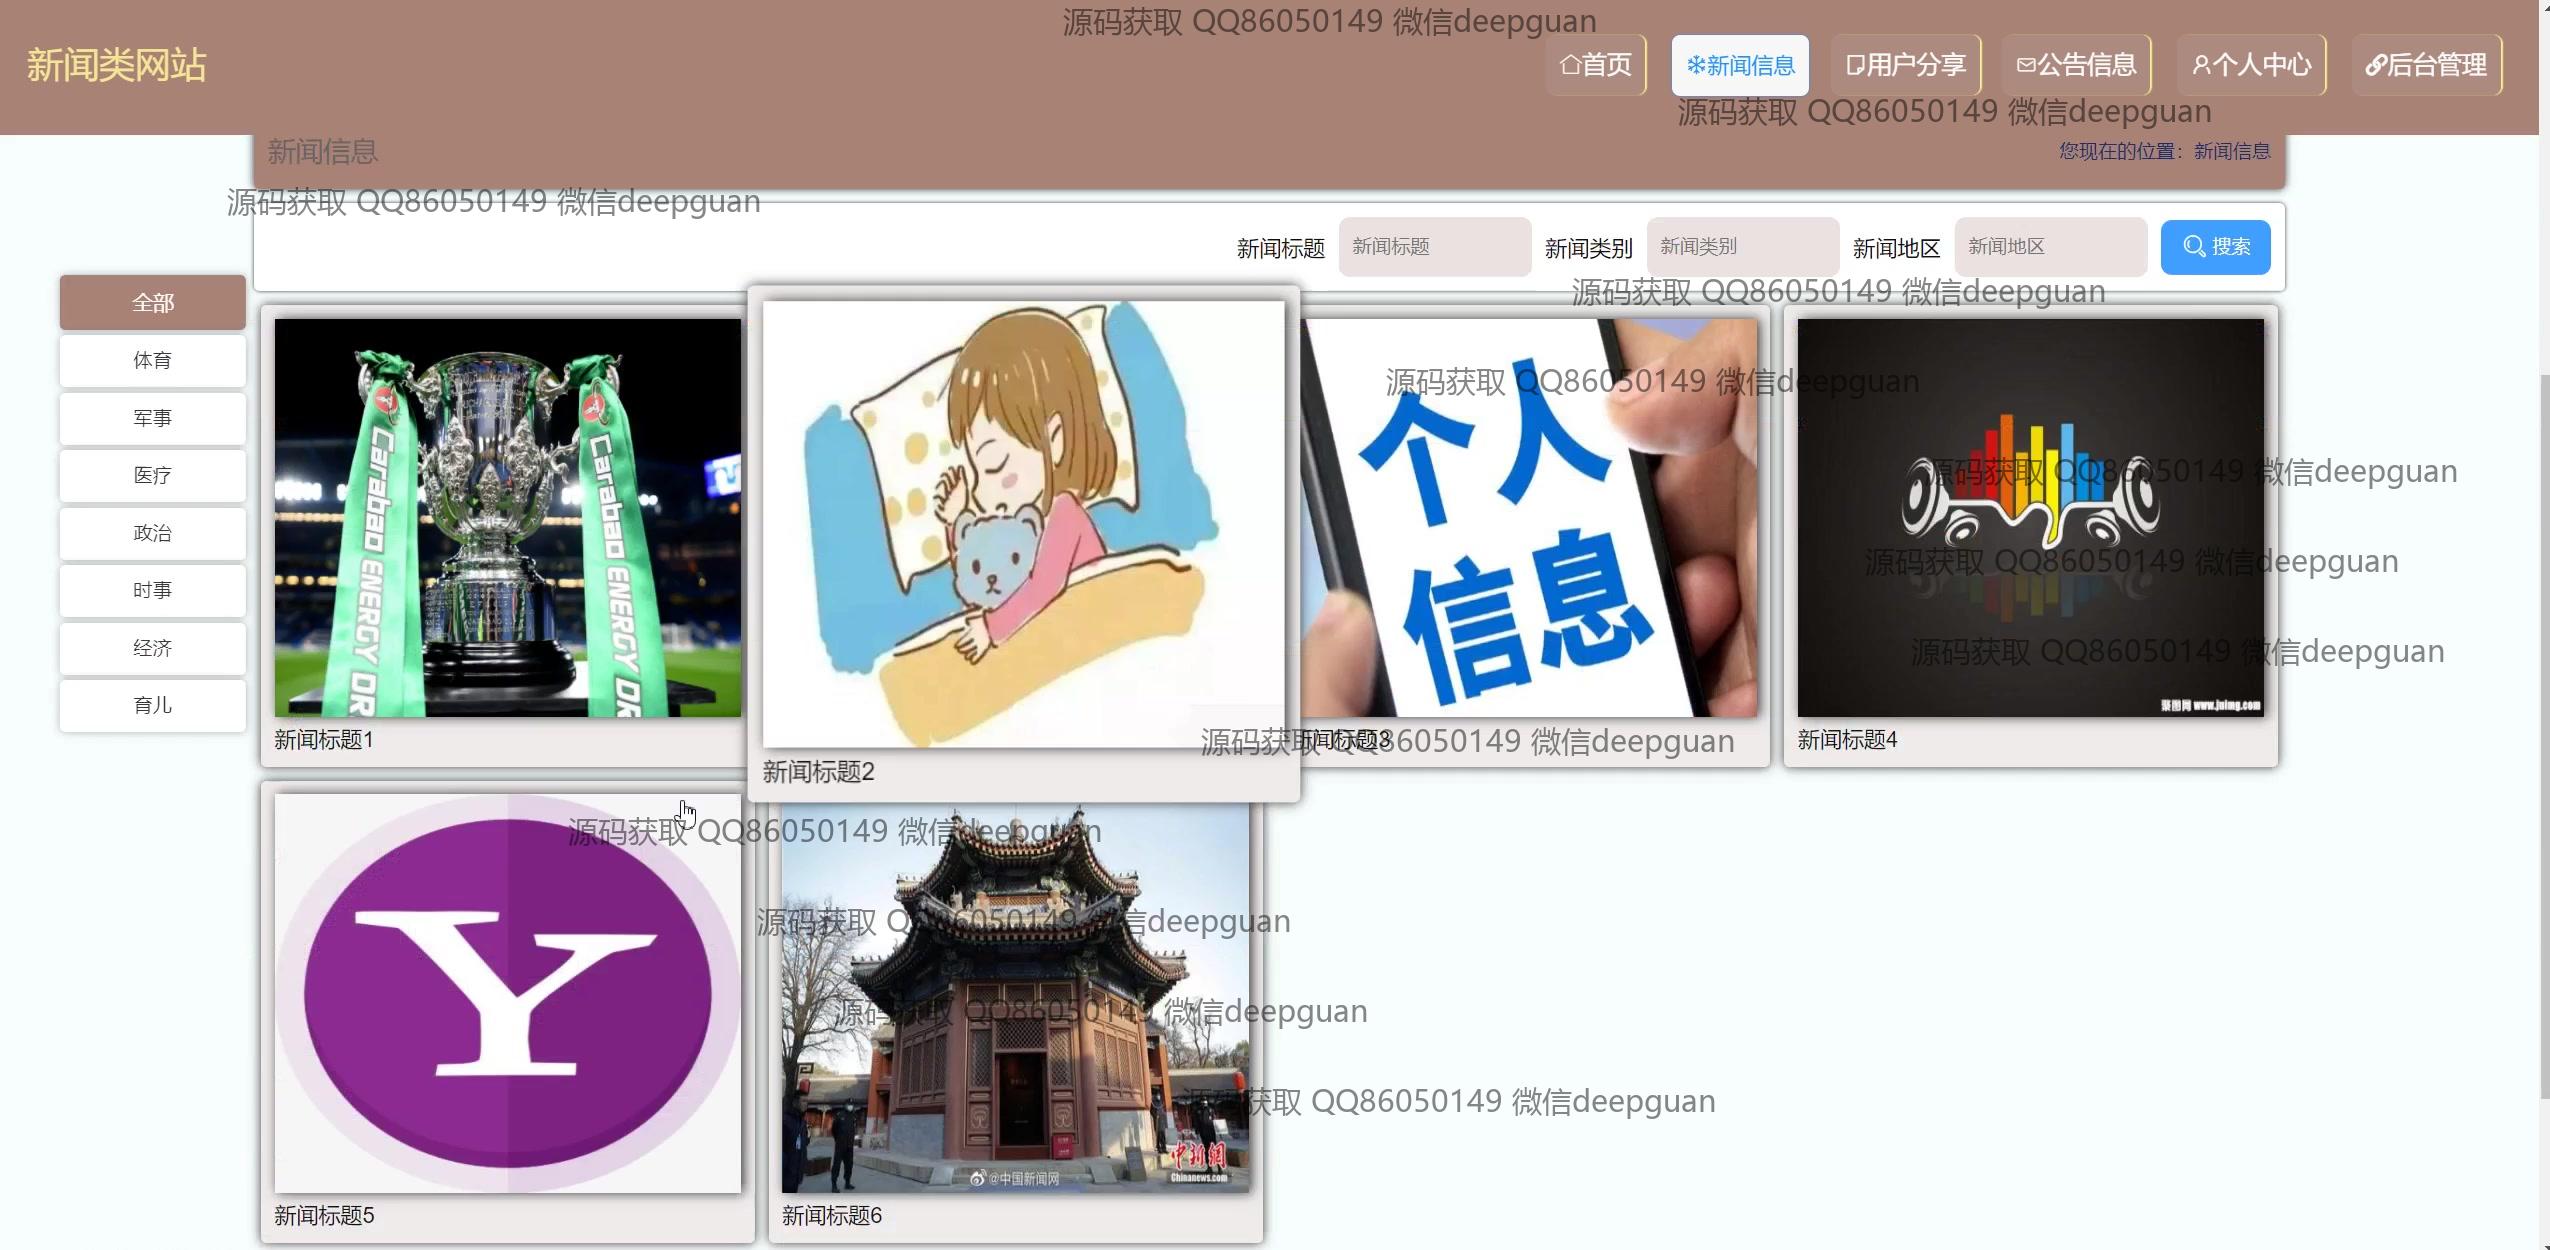 源码获取 QQ86050149 微信deepguan
新闻类网站
首页
新闻信息
用户分享
公告信息
个人中心
后台管理
源码获取 QQ86050149 微信deepguan
新闻信息
您现在的位置：新闻信息
源码获取 QQ86050149 微信deepguan
新闻标题
新闻标题
新闻类别
新闻类别
新闻地区
新闻地区
搜索
源码获取 QQ86050149 微信deepguan
全部
体育
军事
医疗
政治
时事
经济
育儿
Carabao ENERGY DR
Carabao ENERGY DR
个人
信息
源码获取 QQ86050149 微信deepguan
源码获取 QQ86050149 微信deepguan
源码获取 QQ86050149 微信deepguan
源码获取 QQ86050149 微信deepguan
聚图网 www.juimg.com
新闻标题1
新闻标题2
新闻标题3
新闻标题4
源码获取 QQ86050149 微信deepguan
源码获取 QQ86050149 微信deepguan
Y
源码获取 QQ86050149 微信deepguan
源码获取 QQ86050149 微信deepguan
源码获取 QQ86050149 微信deepguan
中新網
Chinanews.com
@中国新闻网
新闻标题5
新闻标题6